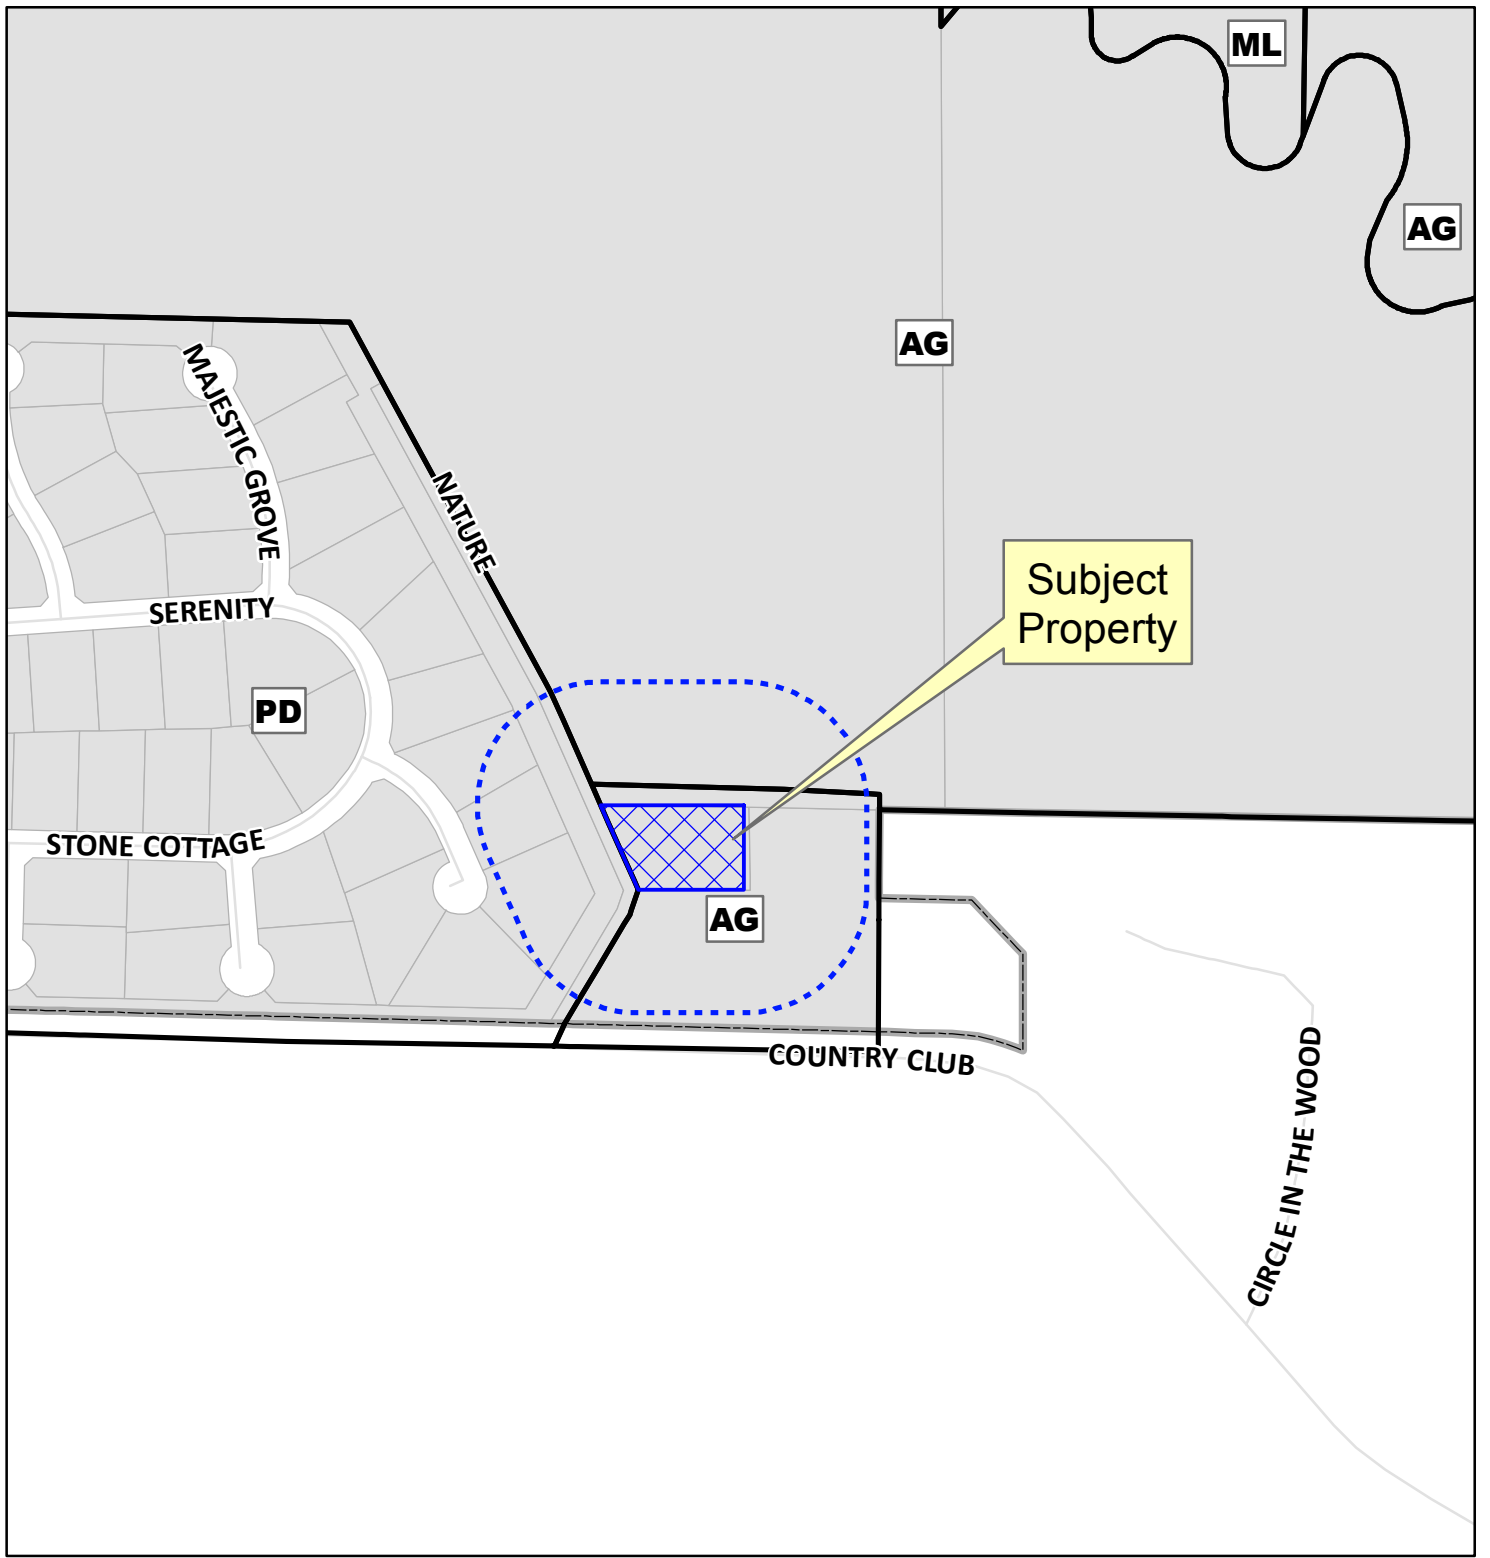 ML
AG
AG
MAJESTIC GROVE
NATURE
Subject
Property
SERENITY
PD
STONE COTTAGE
AG
COUNTRY CLUB
CIRCLE IN THE WOOD